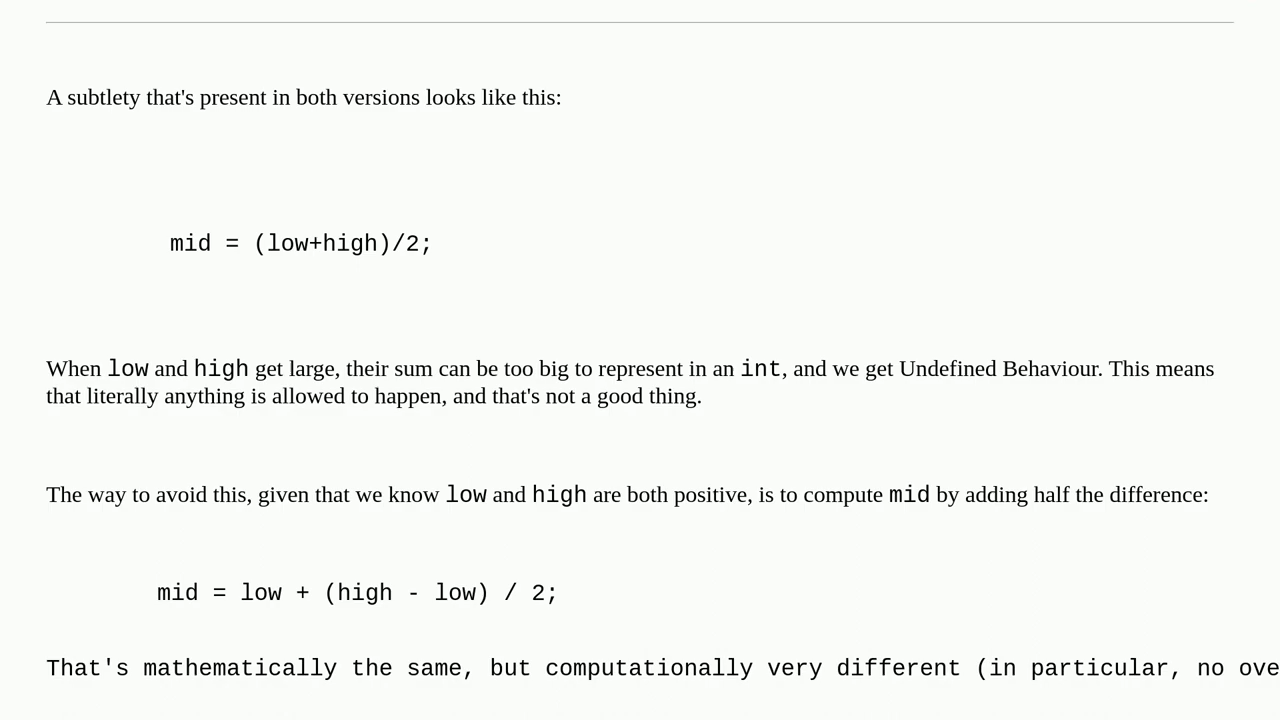 A subtlety that's present in both versions looks like this:
mid = (low+high)/2;
When low and high get large, their sum can be too big to represent in an int, and we get Undefined Behaviour. This means
that literally anything is allowed to happen, and that's not a good thing.
The way to avoid this, given that we know low and high are both positive, is to compute mid by adding half the difference:
mid = low + (high - low) / 2;
That's mathematically the same, but computationally very different (in particular, no